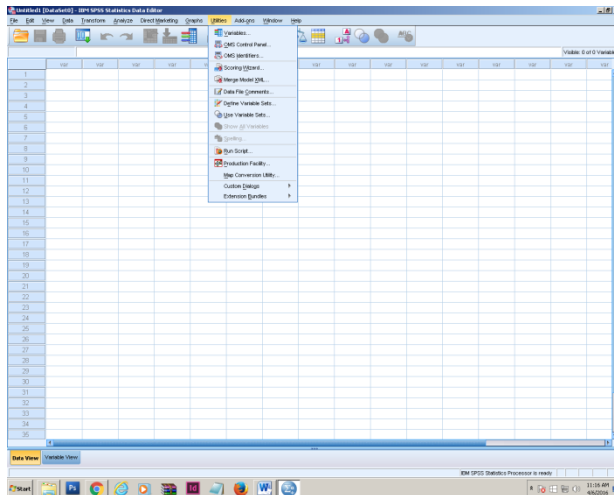 Untitled1 [DataSet0] - IBM SPSS Statistics Data Editor
File Edit View Data Transform Analyze Direct Marketing Graphs Utilities Add-ons Window Help
Visible: 0 of 0 Variable
Variables...
OMS Control Panel...
OMS Identifiers...
Scoring Wizard...
Merge Model XML...
Data File Comments...
Define Variable Sets...
Use Variable Sets...
Show All Variables
Spelling...
Run Script...
Production Facility...
Map Conversion Utility...
Custom Dialogs
Extension Bundles
var var var var var var var var var var var
1
2
3
4
5
6
7
8
9
10
11
12
13
14
15
16
17
18
19
20
21
22
23
24
25
26
27
28
29
30
31
32
33
34
35
Data View Variable View
IBM SPSS Statistics Processor is ready
Start Ps Id W 11:16 AM